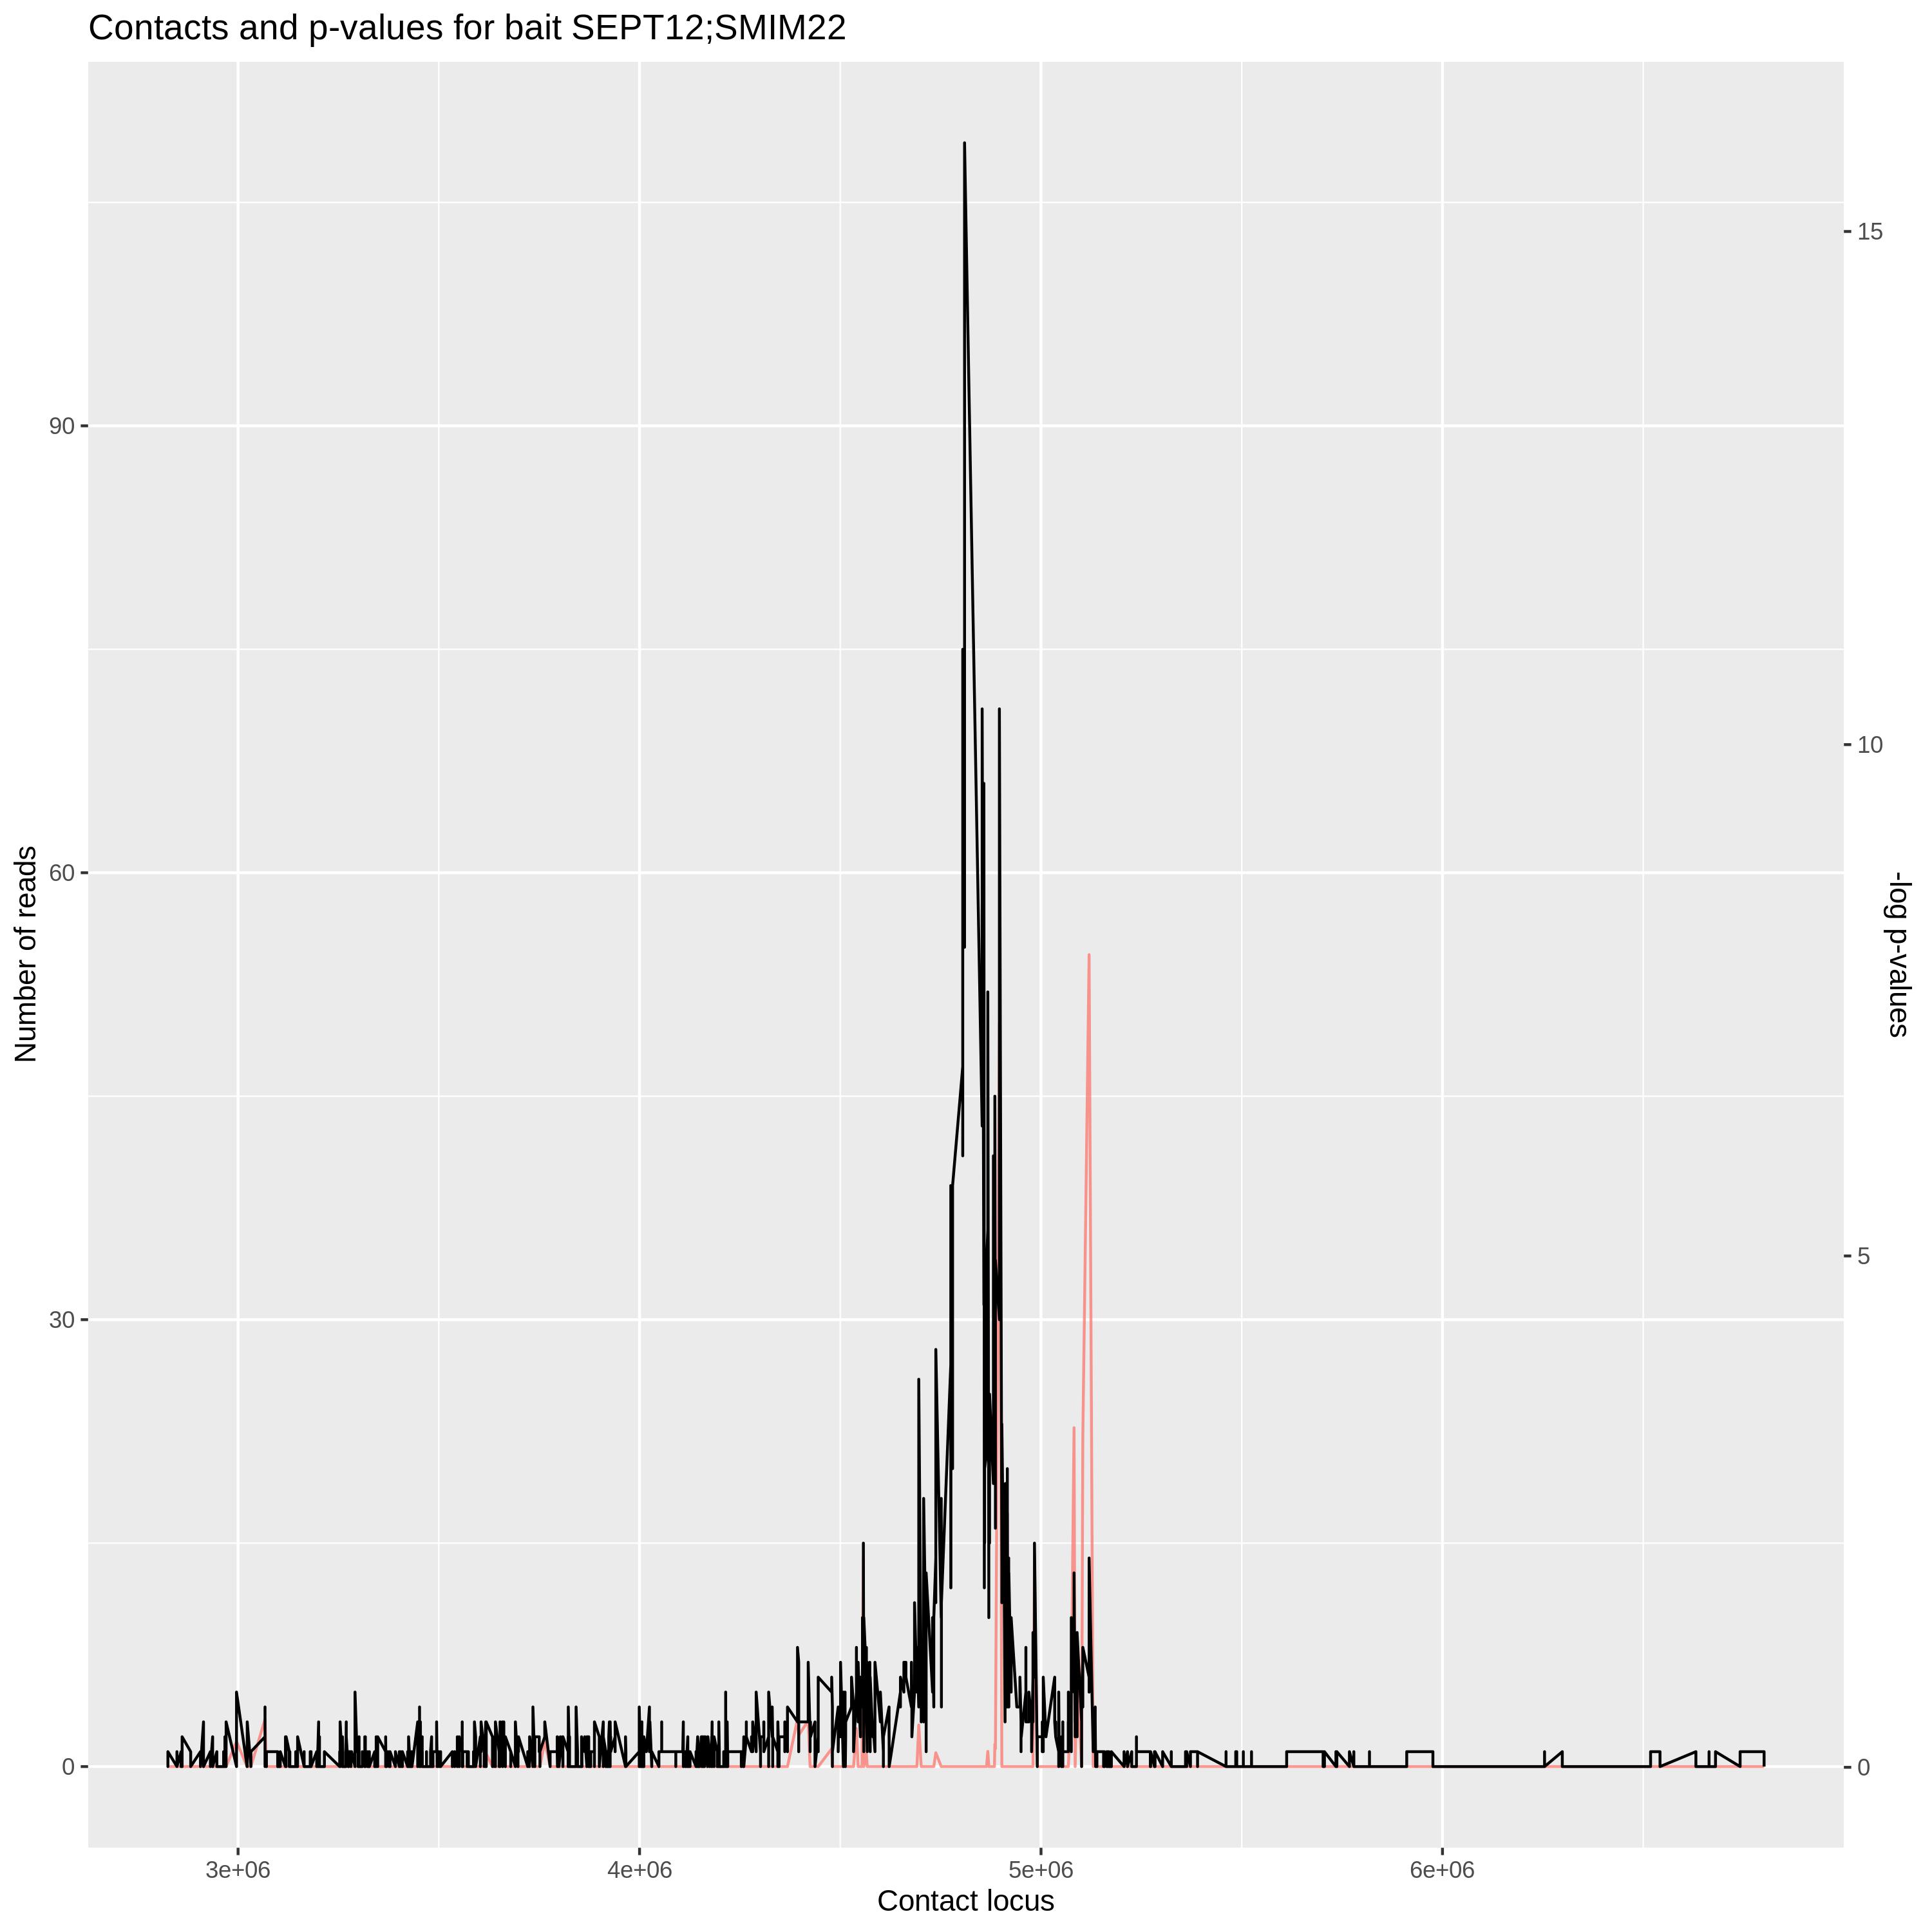 Contacts and p-values for bait SEPT12;SMIM22
90
60
30
0
Number of reads
15
10
5
0
-log p-values
3e+06
4e+06
5e+06
6e+06
Contact locus